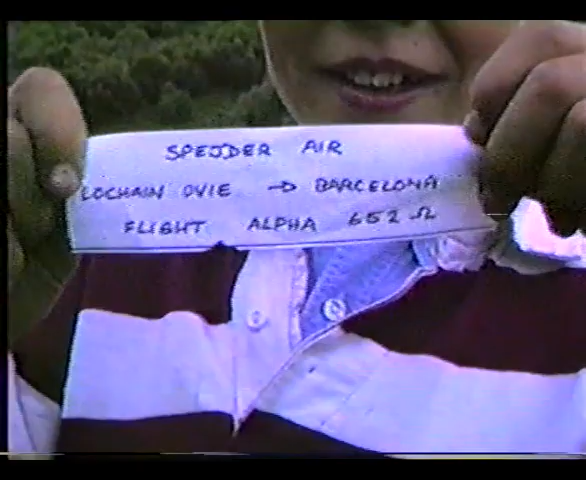 SPEJDER AIR
LOCHAIN OVIE → BARCELONA
FLIGHT ALPHA 652 Ω